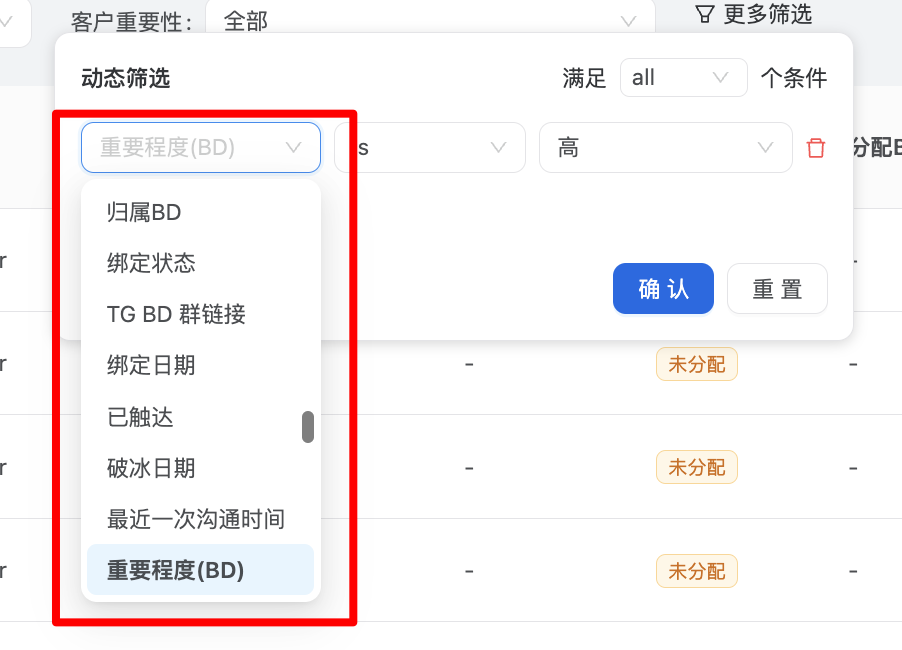 客户重要性：
全部
更多筛选
动态筛选
满足
all
个条件
重要程度(BD)
s
高
分配B
归属BD
绑定状态
TG BD 群链接
绑定日期
已触达
破冰日期
最近一次沟通时间
重要程度(BD)
确 认
重 置
r
-
r
-
未分配
-
r
-
未分配
-
r
-
未分配
-